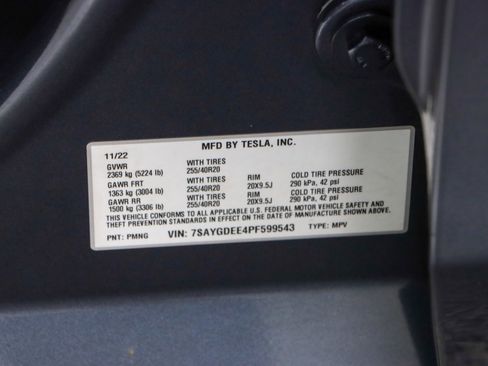 MFD BY TESLA, INC.
11/22
GVWR WITH TIRES
2369 kg (5224 lb) 255/40R20
GAWR FRT WITH TIRES RIM COLD TIRE PRESSURE
1363 kg (3004 lb) 255/40R20 20X9.5J 290 kPa, 42 psi
GAWR RR WITH TIRES RIM COLD TIRE PRESSURE
1500 kg (3306 lb) 255/40R20 20X9.5J 290 kPa, 42 psi
THIS VEHICLE CONFORMS TO ALL APPLICABLE U.S. FEDERAL MOTOR VEHICLE SAFETY AND
THEFT PREVENTION STANDARDS IN EFFECT ON THE DATE OF MANUFACTURE SHOWN ABOVE.
PNT: PMNG VIN: 7SAYGDEE4PF599543 TYPE: MPV